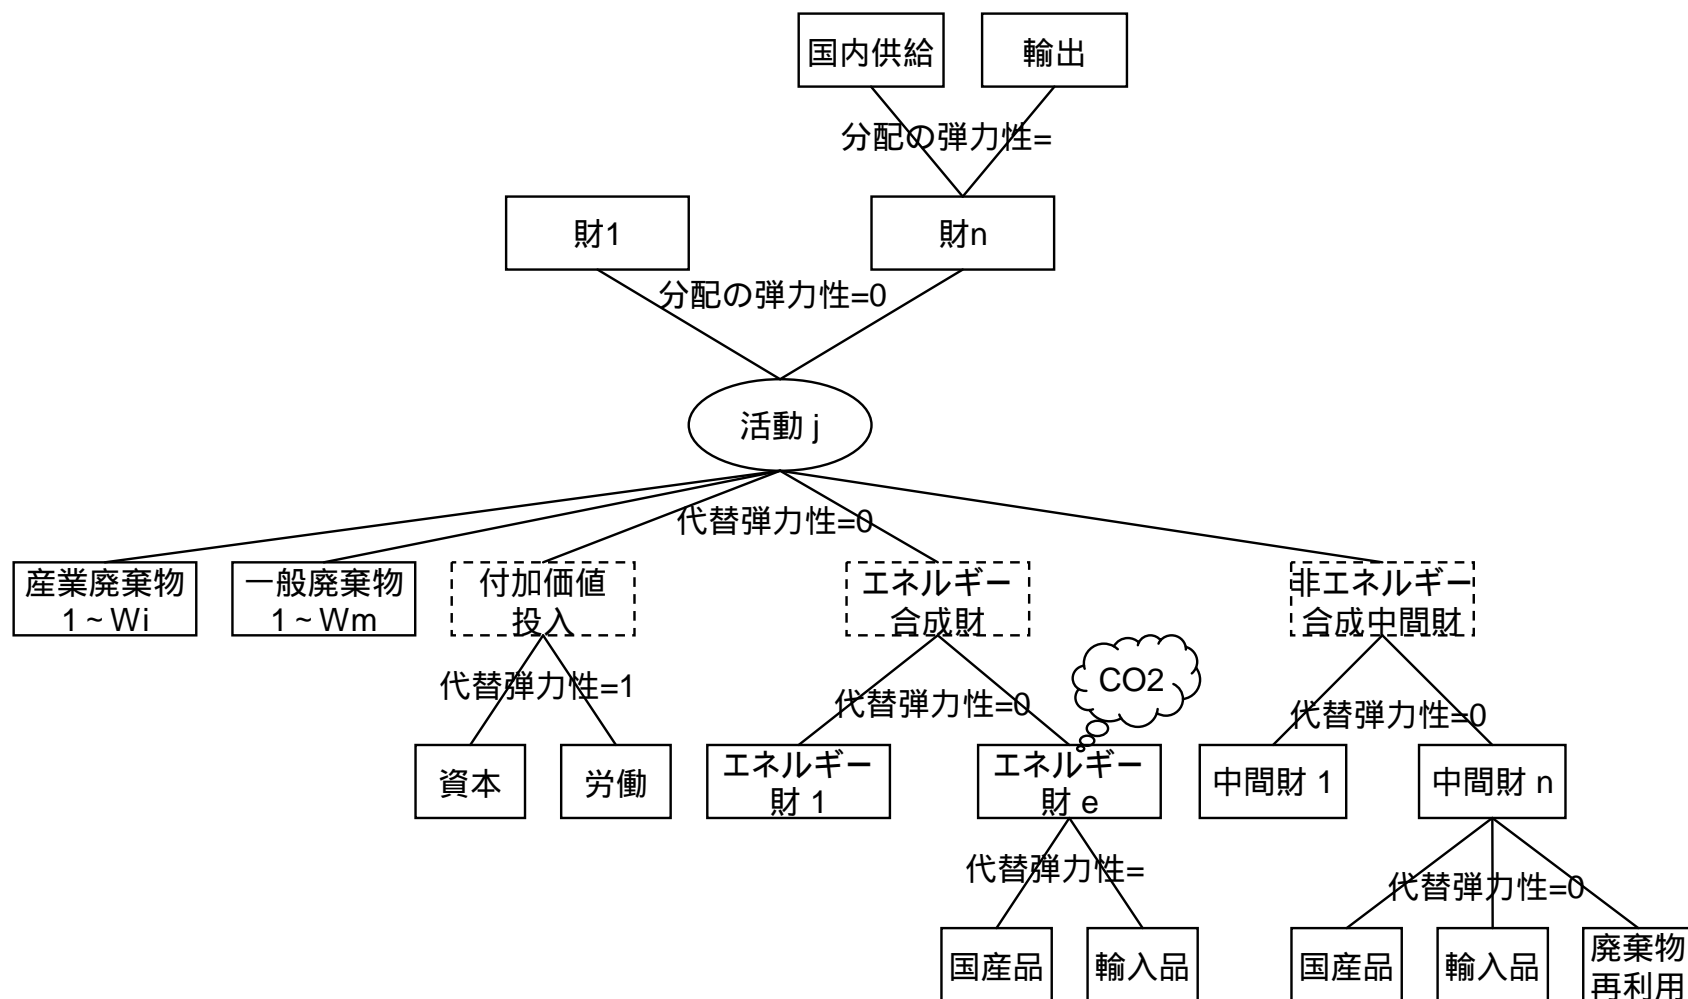 国内供給
輸出
分配の弾力性=
財1
財n
分配の弾力性=0
活動 j
代替弾力性=0
産業廃棄物
1~Wi
一般廃棄物
1~Wm
付加価値
投入
エネルギー
合成財
非エネルギー
合成中間財
CO2
代替弾力性=1
代替弾力性=0
代替弾力性=0
資本
労働
エネルギー
財 1
エネルギー
財 e
中間財 1
中間財 n
代替弾力性=
代替弾力性=0
国産品
輸入品
国産品
輸入品
廃棄物
再利用